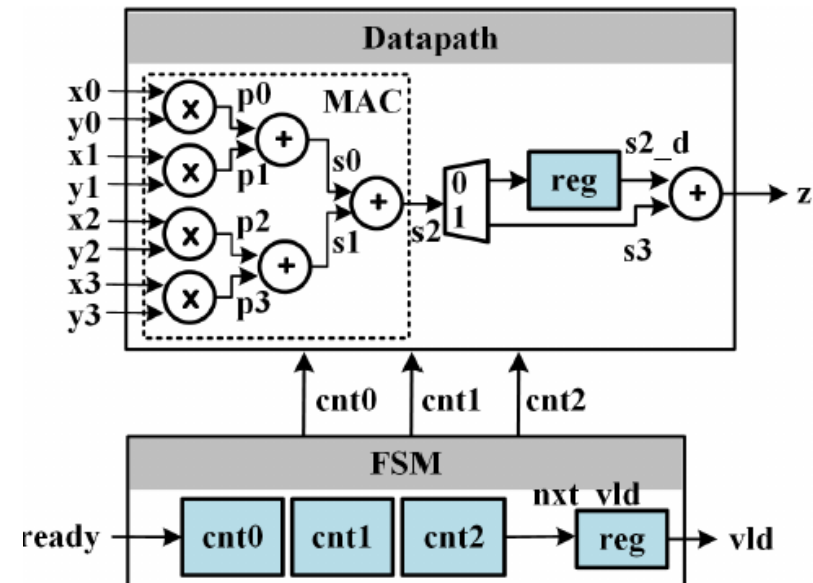 Datapath
MAC
x0
y0
x1
y1
x2
y2
x3
y3
x
x
x
x
p0
p1
p2
p3
+
+
s0
s1
+
s2
0
1
reg
s2_d
s3
+
z
cnt0
cnt1
cnt2
FSM
ready
cnt0
cnt1
cnt2
nxt_vld
reg
vld